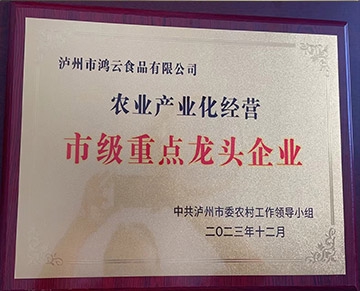 泸州市鸿云食品有限公司
农业产业化经营
市级重点龙头企业
中共泸州市委农村工作领导小组
二〇二三年十二月